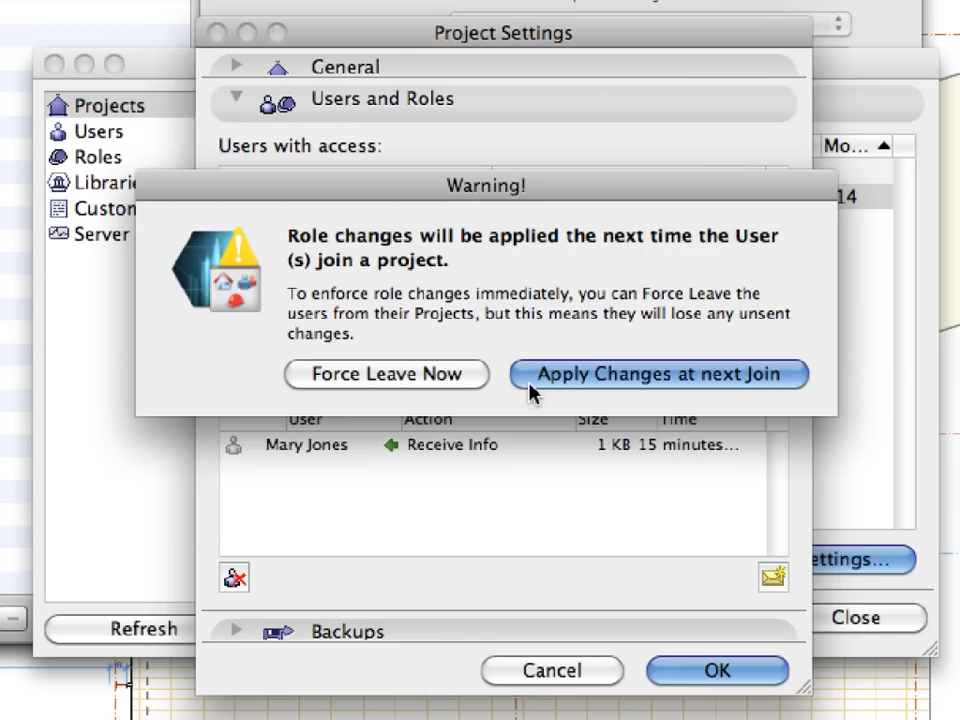 Project Settings
General
Users and Roles
Users with access:
Projects
Users
Roles
Librarie
Custon
Server
Mo...
14
Warning!
Role changes will be applied the next time the User
(s) join a project.
To enforce role changes immediately, you can Force Leave the
users from their Projects, but this means they will lose any unsent
changes.
Force Leave Now
Apply Changes at next Join
User Action Size Time
Mary Jones Receive Info 1 KB 15 minutes...
ettings...
Refresh
Backups
Close
Cancel
OK